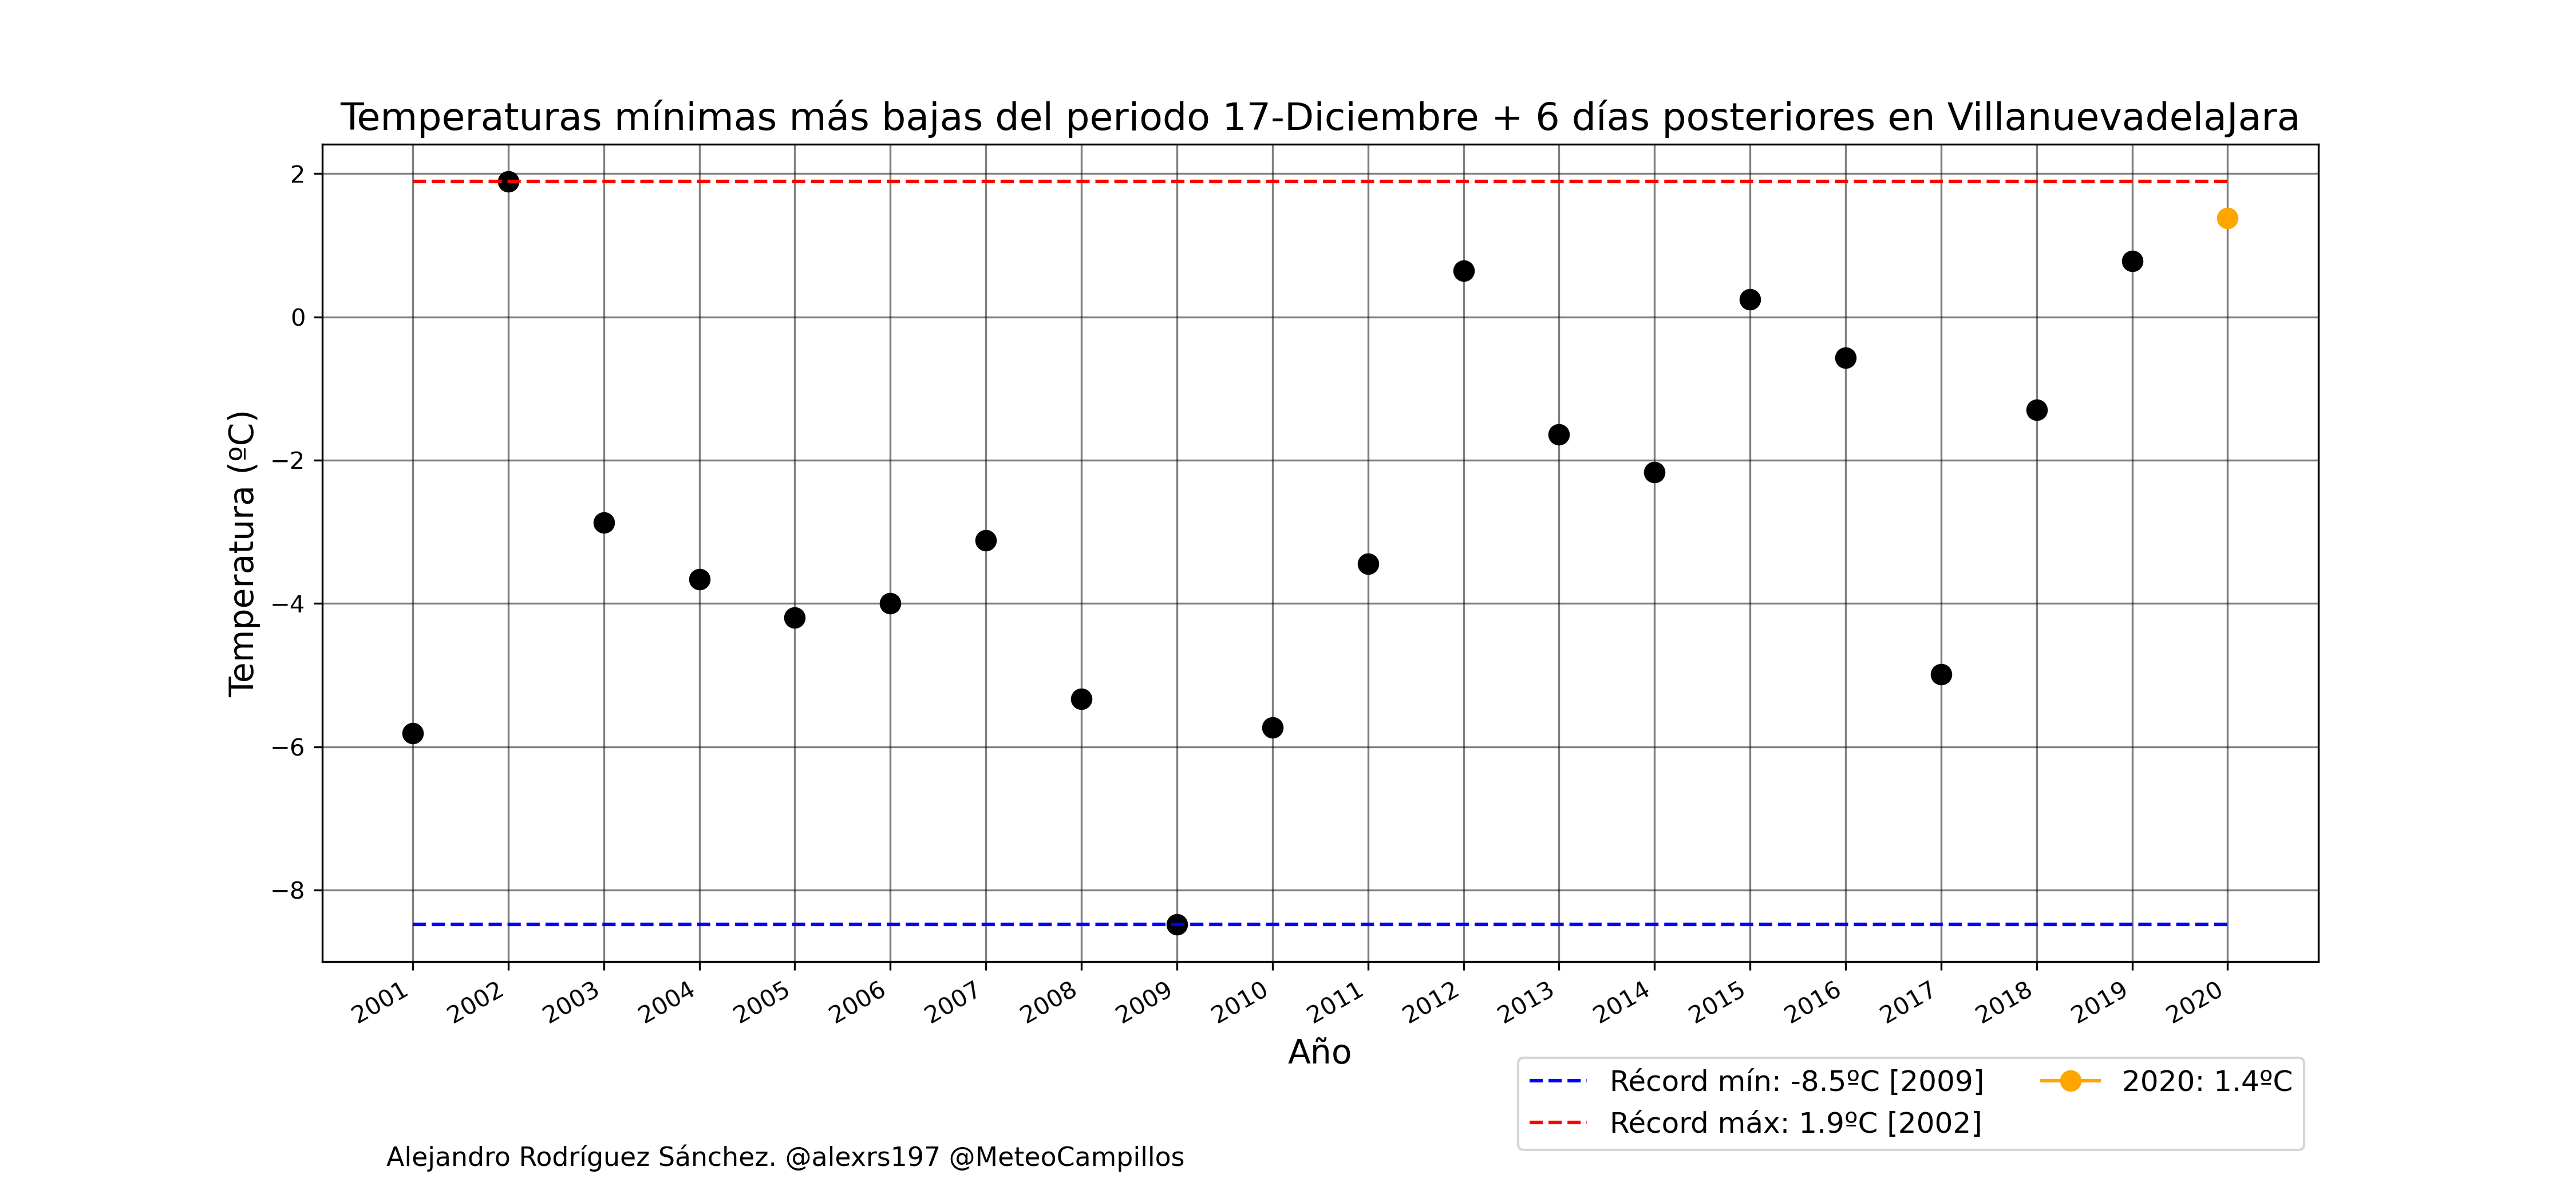 Temperaturas mínimas más bajas del periodo 17-Diciembre + 6 días posteriores en VillanuevadelaJara
Temperatura (ºC)
2
0
−2
−4
−6
−8
2001 2002 2003 2004 2005 2006 2007 2008 2009 2010 2011 2012 2013 2014 2015 2016 2017 2018 2019 2020
Año
Récord mín: -8.5ºC [2009]
Récord máx: 1.9ºC [2002]
2020: 1.4ºC
Alejandro Rodríguez Sánchez. @alexrs197 @MeteoCampillos